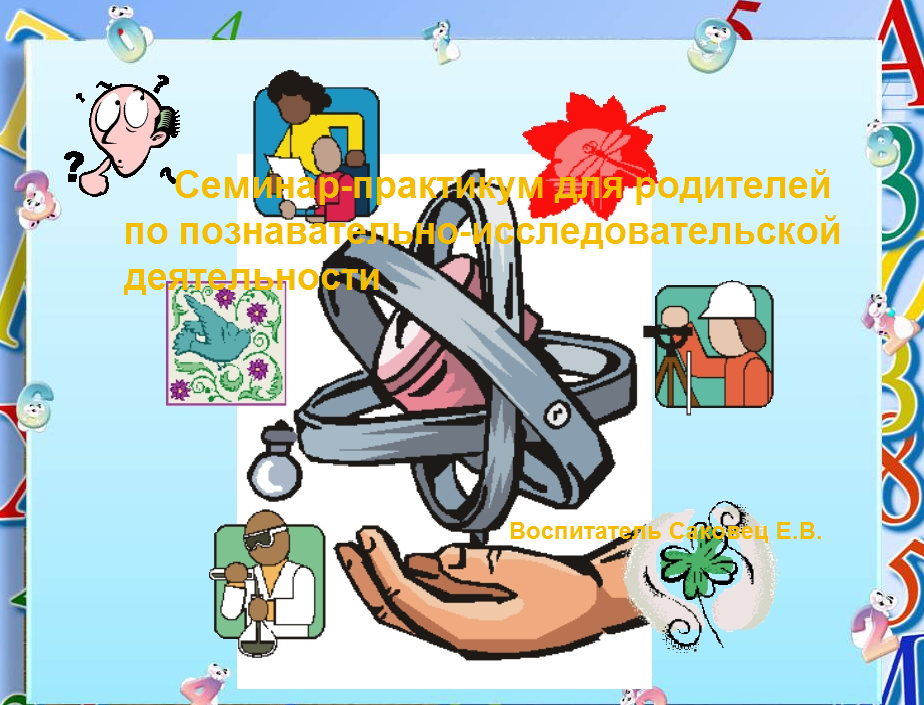 Семинар-практикум для родителей
по познавательно-исследовательской
деятельности
Воспитатель Саковец Е.В.